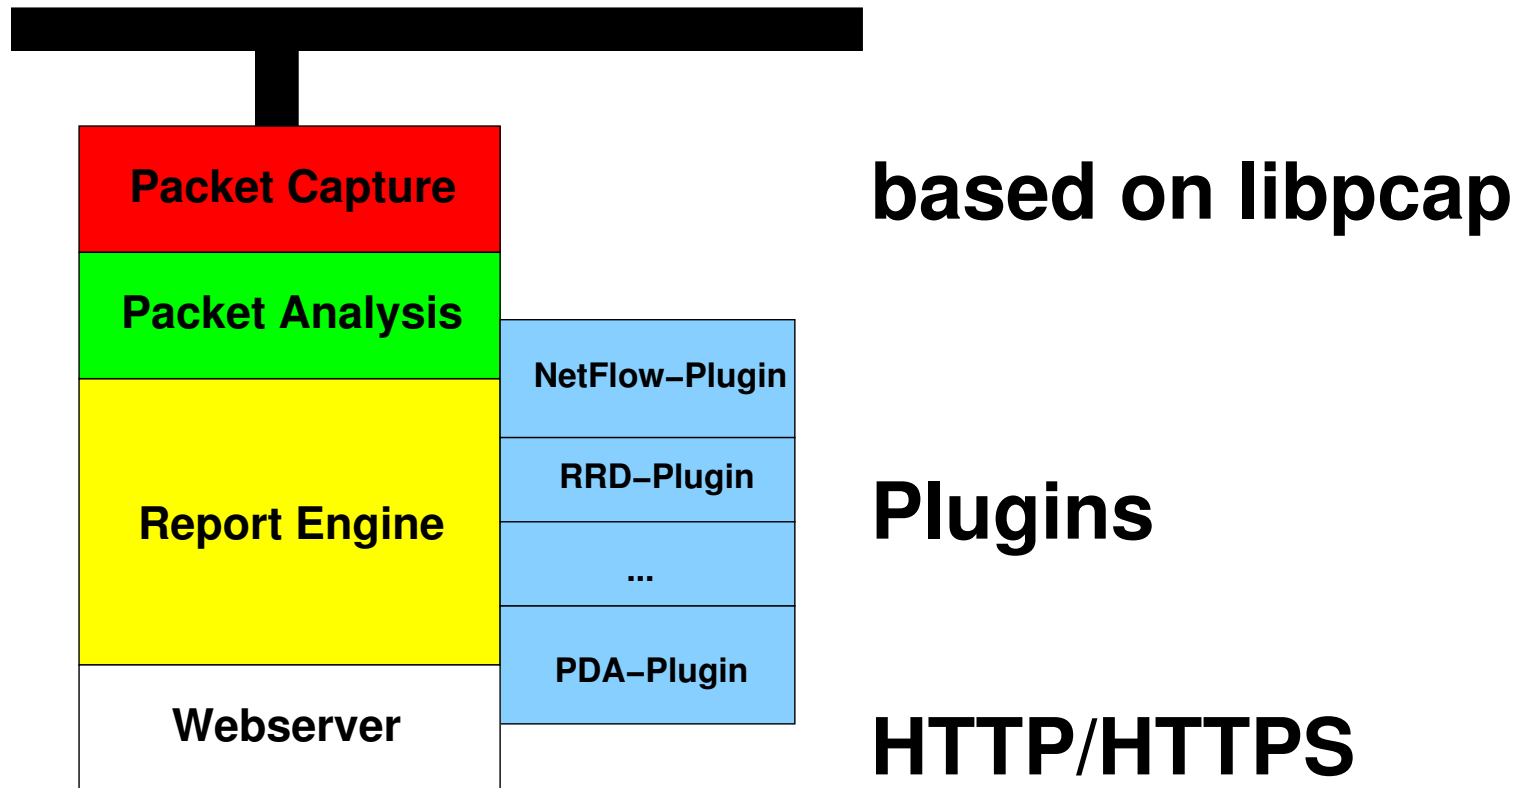 Packet Capture
based on libpcap
Packet Analysis
NetFlow−Plugin
RRD−Plugin
Report Engine
Plugins
...
PDA−Plugin
Webserver
HTTP/HTTPS